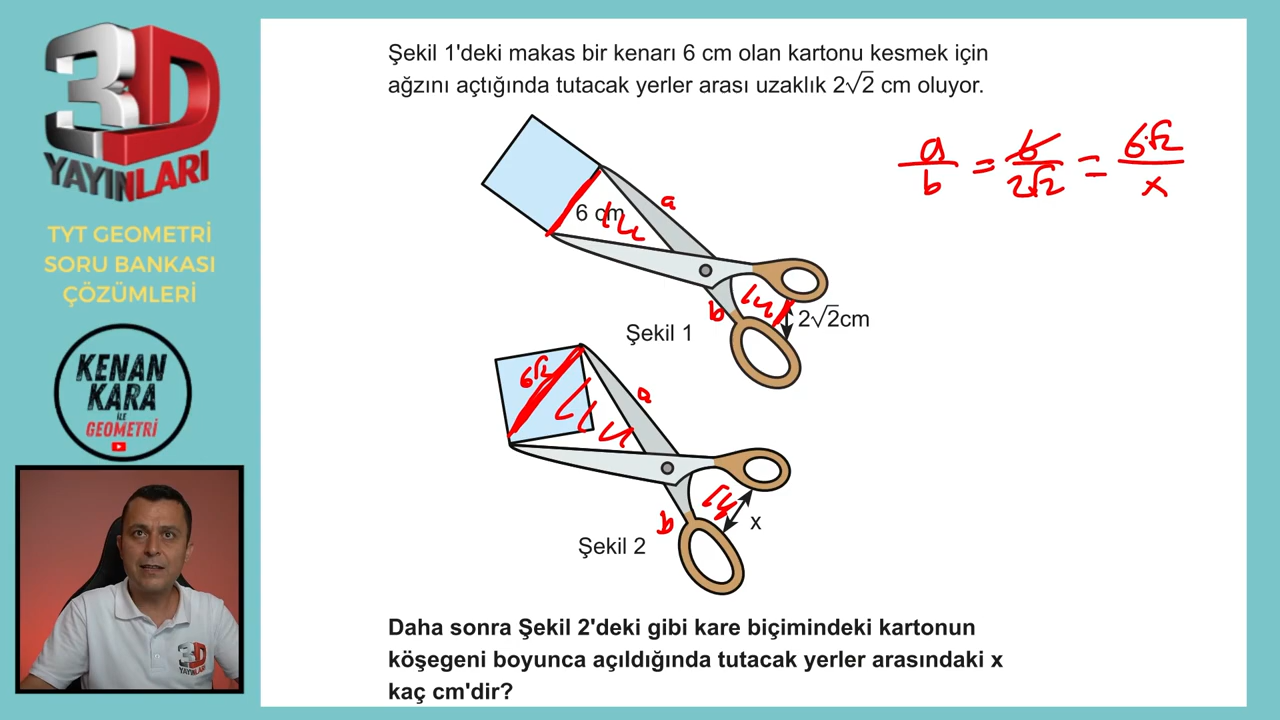 3D
YAYINLARI
TYT GEOMETRİ
SORU BANKASI
ÇÖZÜMLERİ
KENAN
KARA
İLE
GEOMETRİ
3D
YAYINLARI
Şekil 1'deki makas bir kenarı 6 cm olan kartonu kesmek için
ağzını açtığında tutacak yerler arası uzaklık 2√2 cm oluyor.
a/b = 6/2√2 = 6√2/x
6 cm
a
b
2√2cm
Şekil 1
6√2
a
b
x
Şekil 2
Daha sonra Şekil 2'deki gibi kare biçimindeki kartonun
köşegeni boyunca açıldığında tutacak yerler arasındaki x
kaç cm'dir?